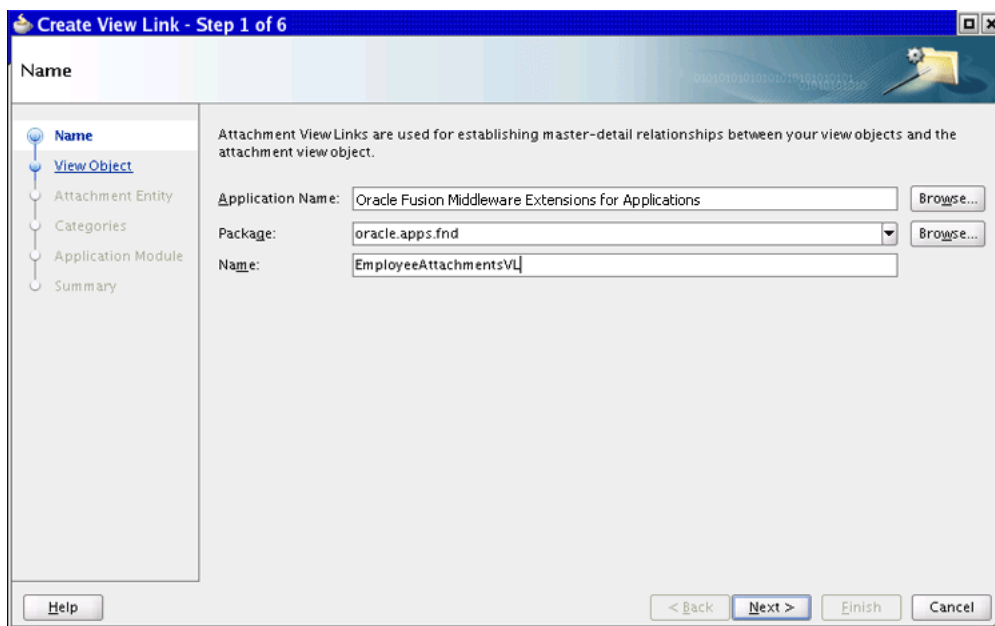 Create View Link - Step 1 of 6
Name
Name
View Object
Attachment Entity
Categories
Application Module
Summary
Attachment View Links are used for establishing master-detail relationships between your view objects and the
attachment view object.
Application Name: Oracle Fusion Middleware Extensions for Applications Browse...
Package: oracle.apps.fnd Browse...
Name: EmployeeAttachmentsVL
Help < Back Next > Finish Cancel